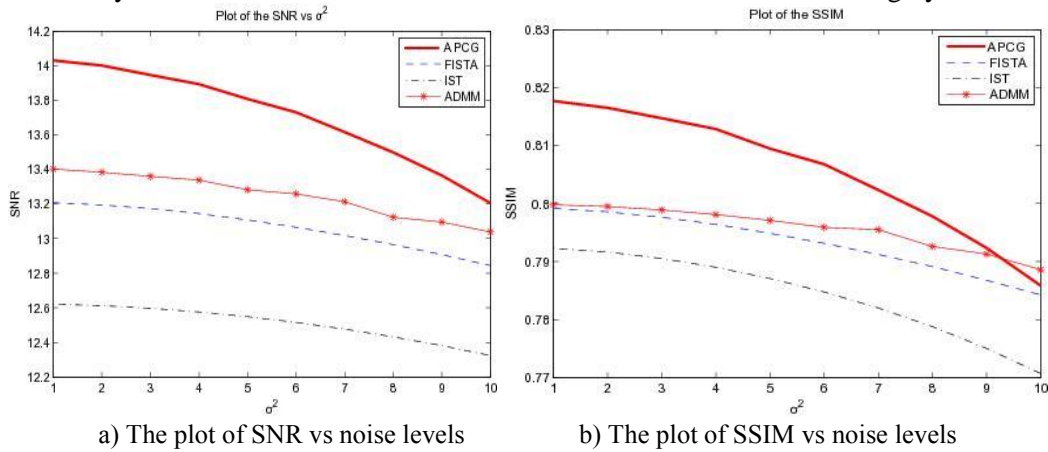 Plot of the SNR vs σ²
14.2
14
13.8
13.6
13.4
13.2
13
12.8
12.6
12.4
12.2
SNR
APCG
FISTA
IST
ADMM
1 2 3 4 5 6 7 8 9 10
σ²
a) The plot of SNR vs noise levels
Plot of the SSIM
0.83
0.82
0.81
0.8
0.79
0.78
0.77
SSIM
APCG
FISTA
IST
ADMM
1 2 3 4 5 6 7 8 9 10
σ²
b) The plot of SSIM vs noise levels